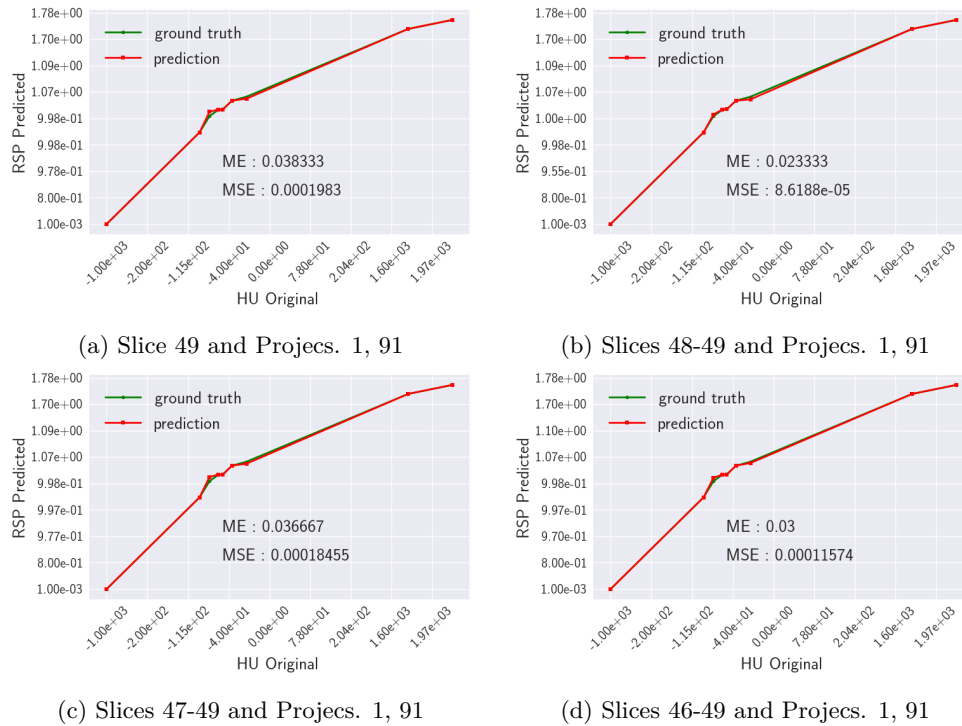 1.78e+00
1.70e+00
1.09e+00
1.07e+00
9.98e-01
9.98e-01
9.78e-01
8.00e-01
1.00e-03
RSP Predicted
ground truth
prediction
ME : 0.038333
MSE : 0.0001983
-1.00e+03
-2.00e+02
-1.15e+02
-4.00e+01
0.00e+00
7.80e+01
2.04e+02
1.60e+03
1.97e+03
HU Original
(a) Slice 49 and Projecs. 1, 91
1.78e+00
1.70e+00
1.09e+00
1.07e+00
1.00e+00
9.98e-01
9.55e-01
8.00e-01
1.00e-03
RSP Predicted
ground truth
prediction
ME : 0.023333
MSE : 8.6188e-05
-1.00e+03
-2.00e+02
-1.15e+02
-4.00e+01
0.00e+00
7.80e+01
2.04e+02
1.60e+03
1.97e+03
HU Original
(b) Slices 48-49 and Projecs. 1, 91
1.78e+00
1.70e+00
1.09e+00
1.07e+00
9.98e-01
9.97e-01
9.77e-01
8.00e-01
1.00e-03
RSP Predicted
ground truth
prediction
ME : 0.036667
MSE : 0.00018455
-1.00e+03
-2.00e+02
-1.15e+02
-4.00e+01
0.00e+00
7.80e+01
2.04e+02
1.60e+03
1.97e+03
HU Original
(c) Slices 47-49 and Projecs. 1, 91
1.78e+00
1.70e+00
1.10e+00
1.07e+00
9.98e-01
9.97e-01
9.70e-01
8.00e-01
1.00e-03
RSP Predicted
ground truth
prediction
ME : 0.03
MSE : 0.00011574
-1.00e+03
-2.00e+02
-1.15e+02
-4.00e+01
0.00e+00
7.80e+01
2.04e+02
1.60e+03
1.97e+03
HU Original
(d) Slices 46-49 and Projecs. 1, 91